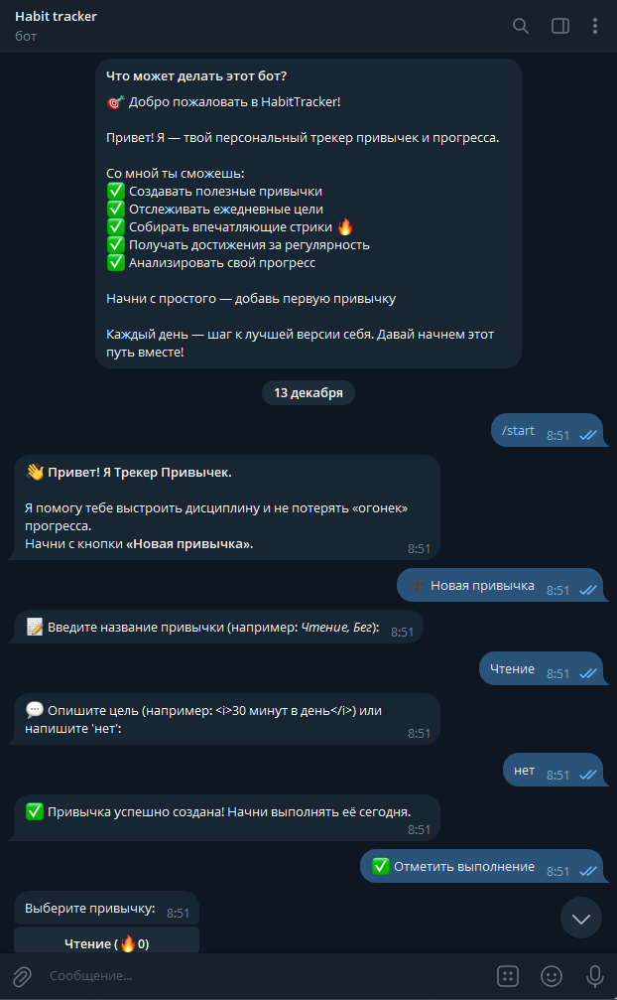 Habit tracker
бот
Что может делать этот бот?
🎯 Добро пожаловать в HabitTracker!
Привет! Я — твой персональный трекер привычек и прогресса.
Со мной ты сможешь:
✅ Создавать полезные привычки
✅ Отслеживать ежедневные цели
✅ Собирать впечатляющие стрики 🔥
✅ Получать достижения за регулярность
✅ Анализировать свой прогресс
Начни с простого — добавь первую привычку
Каждый день — шаг к лучшей версии себя. Давай начнем этот
путь вместе!
13 декабря
/start 8:51
👋 Привет! Я Трекер Привычек.
Я помогу тебе выстроить дисциплину и не потерять «огонек»
прогресса.
Начни с кнопки «Новая привычка». 8:51
➕ Новая привычка 8:51
📝 Введите название привычки (например: Чтение, Бег): 8:51
Чтение 8:51
💬 Опишите цель (например: <i>30 минут в день</i>) или
напишите 'нет': 8:51
нет 8:51
✅ Привычка успешно создана! Начни выполнять её сегодня.
8:51
✅ Отметить выполнение 8:51
Выберите привычку: 8:51
Чтение (🔥0)
Сообщение...